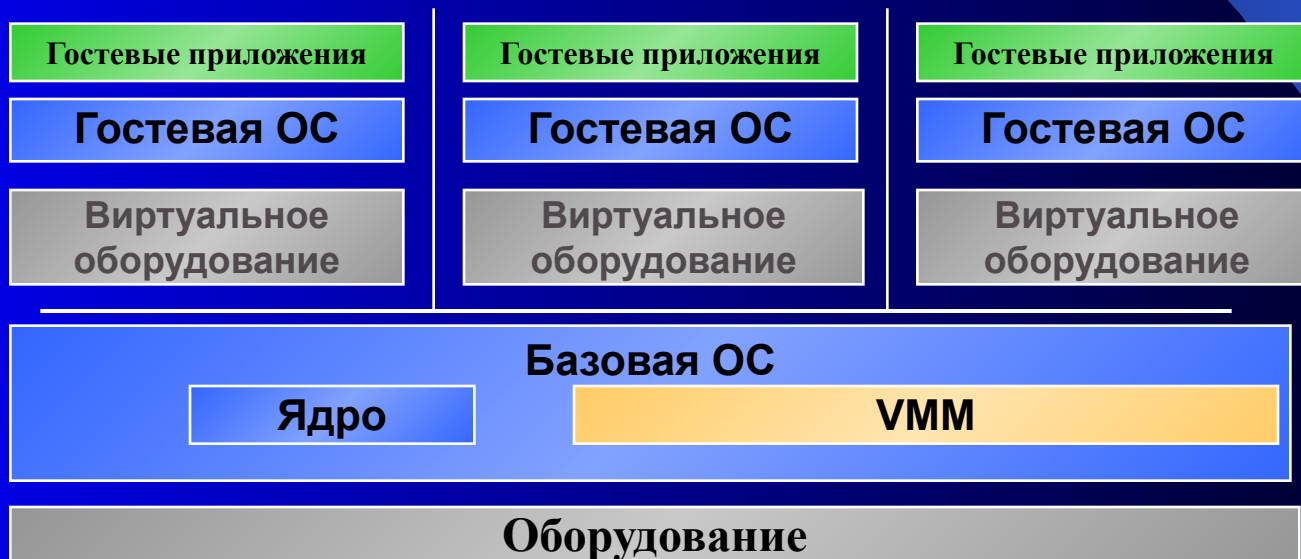 Гостевые приложения
Гостевые приложения
Гостевые приложения
Гостевая ОС
Гостевая ОС
Гостевая ОС
Виртуальное
оборудование
Виртуальное
оборудование
Виртуальное
оборудование
Базовая ОС
Ядро
VMM
Оборудование